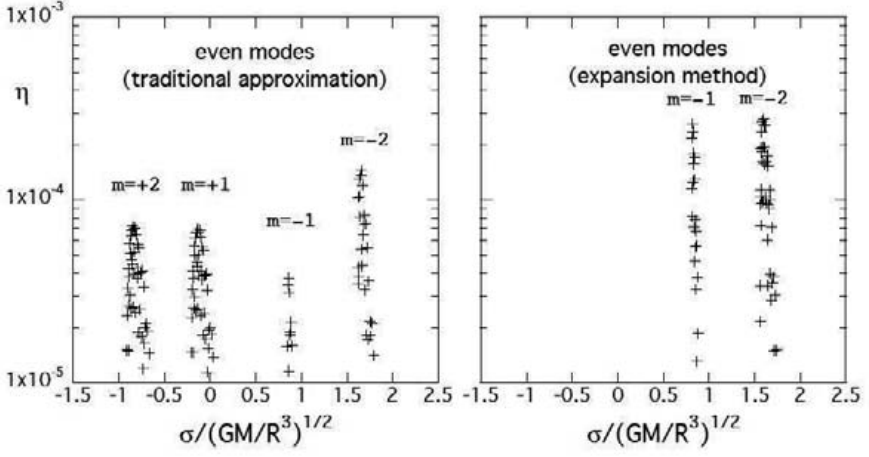 1x10-3
even modes
(traditional approximation)
η
m=-2
m=+2
m=+1
m=-1
1x10-4
1x10-5
-1.5 -1 -0.5 0 0.5 1 1.5 2 2.5
σ/(GM/R3)1/2
even modes
(expansion method)
m=-1 m=-2
-1.5 -1 -0.5 0 0.5 1 1.5 2 2.5
σ/(GM/R3)1/2